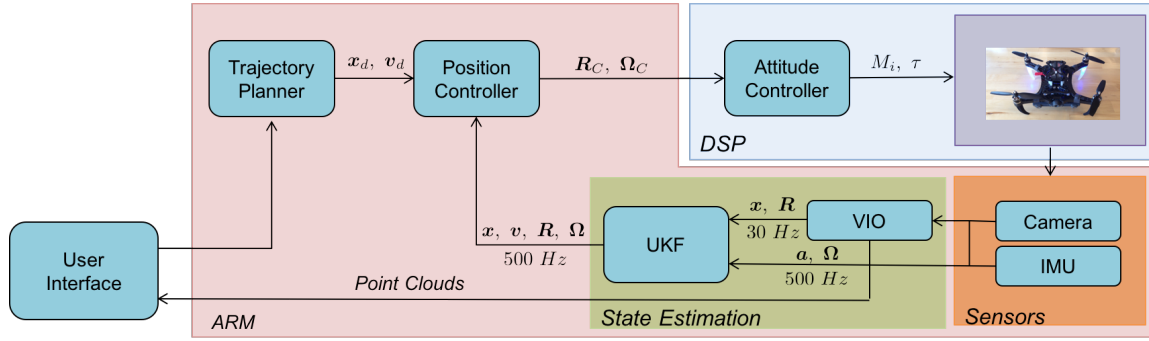 Trajectory
Planner
x_d, v_d
Position
Controller
R_C, Ω_C
Attitude
Controller
M_i, τ
DSP
User
Interface
x, v, R, Ω
500 Hz
UKF
x, R
30 Hz
VIO
a, Ω
500 Hz
Camera
IMU
Point Clouds
ARM
State Estimation
Sensors